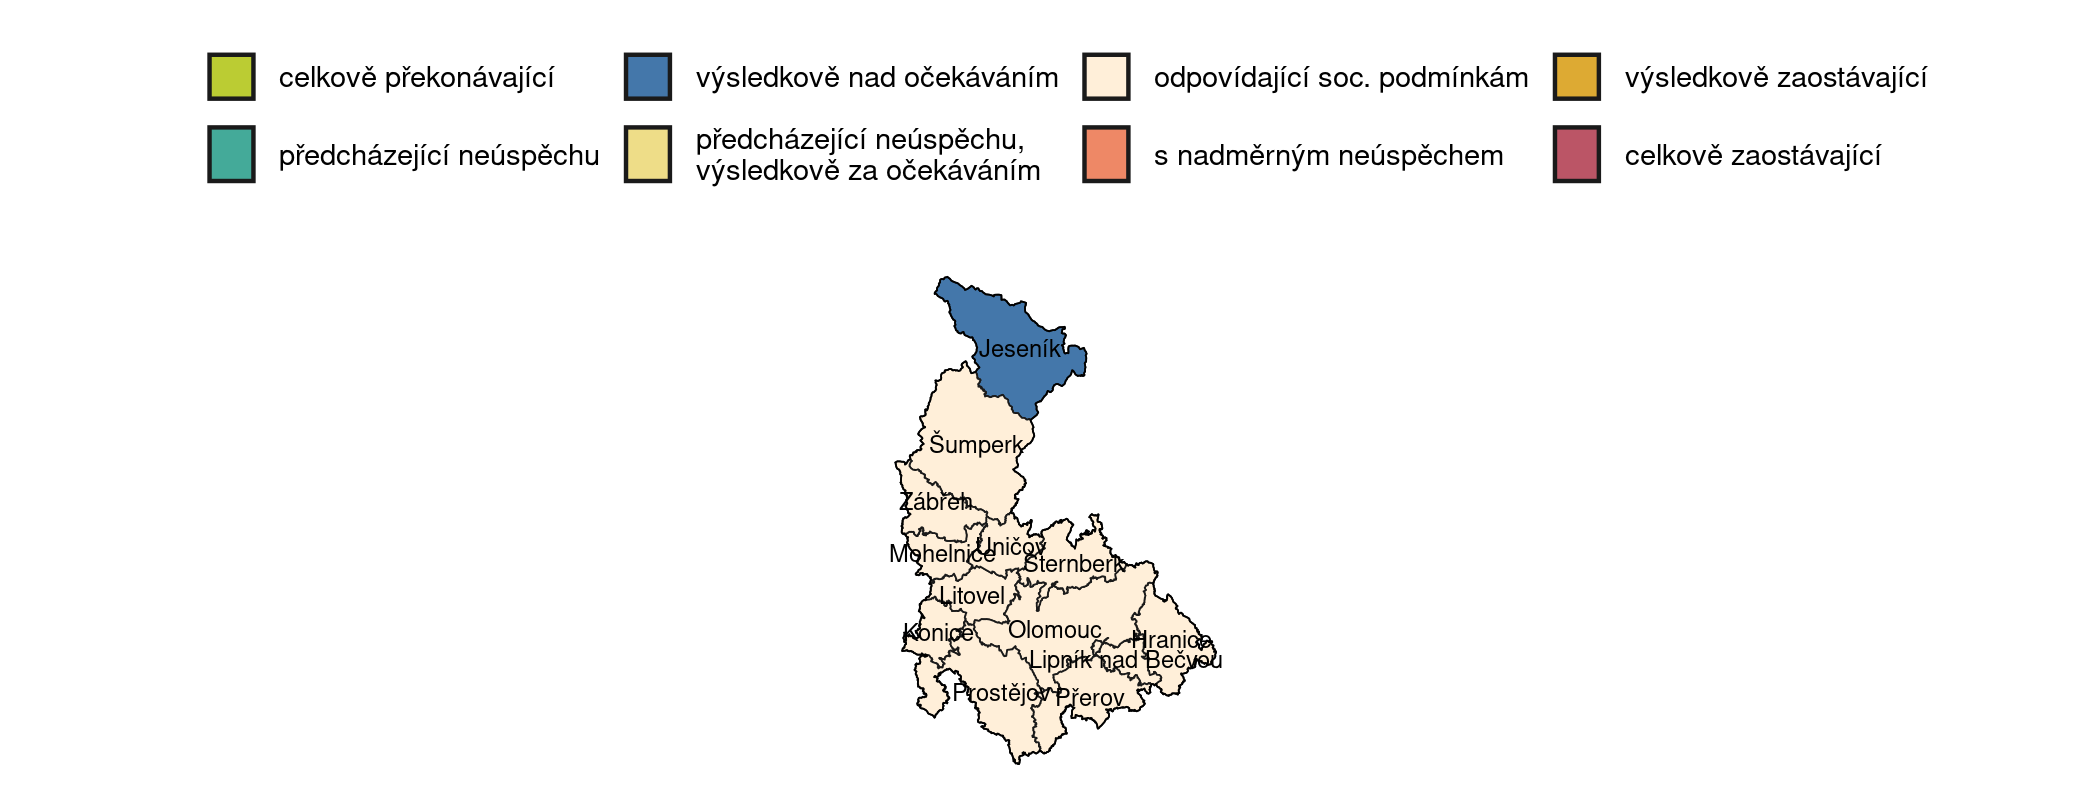 celkově překonávající
výsledkově nad očekáváním
odpovídající soc. podmínkám
výsledkově zaostávající
předcházející neúspěchu
předcházející neúspěchu,
výsledkově za očekáváním
s nadměrným neúspěchem
celkově zaostávající
Jeseník
Šumperk
Zábřeh
Uničov
Mohelnice
Šternberk
Litovel
Olomouc
Konice
Hranice
Lipník nad Bečvou
Prostějov
Přerov